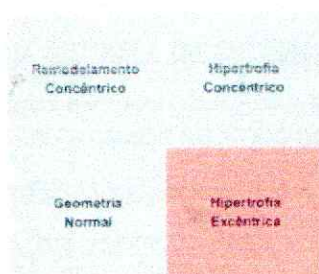 Remodelamento
Concêntrico
Hipertrofia
Concêntrico
Geometria
Normal
Hipertrofia
Excêntrica